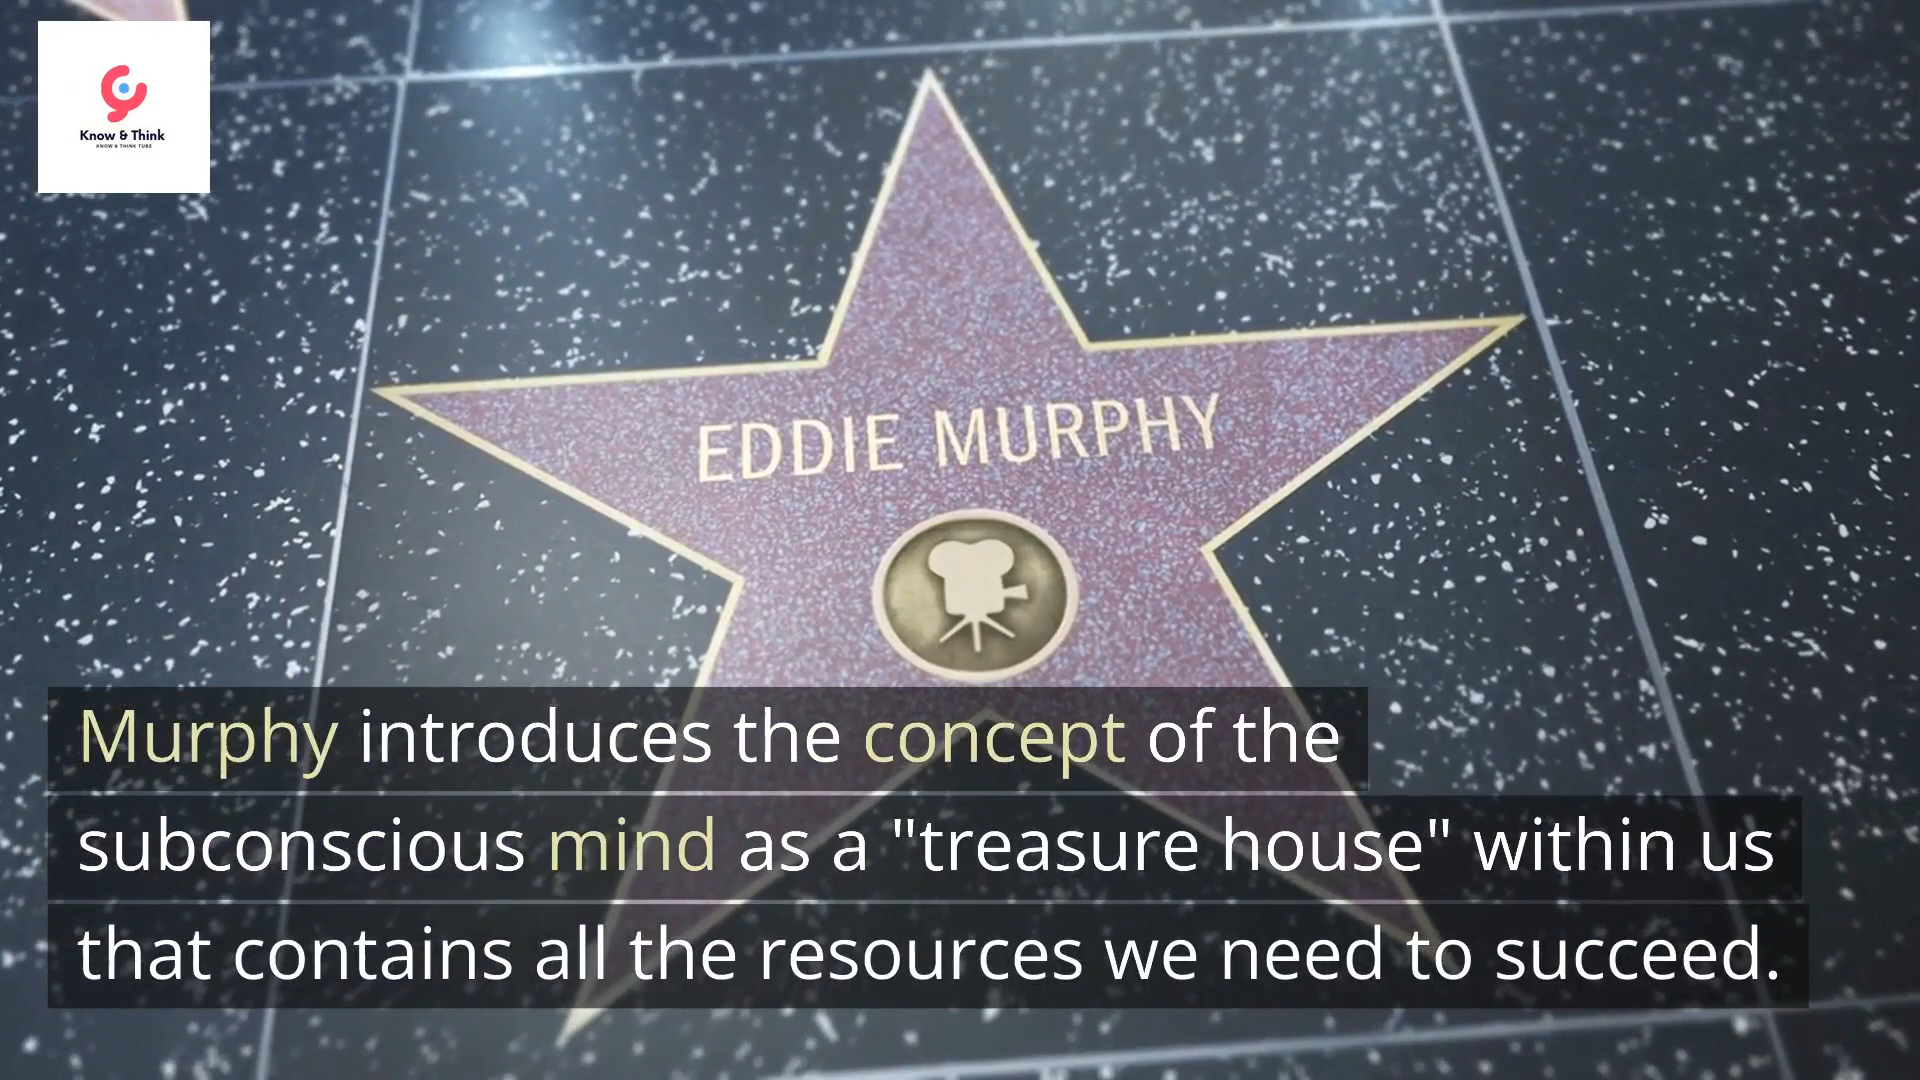 Know & Think
KNOW & THINK TUBE
EDDIE MURPHY
Murphy introduces the concept of the
subconscious mind as a "treasure house" within us
that contains all the resources we need to succeed.